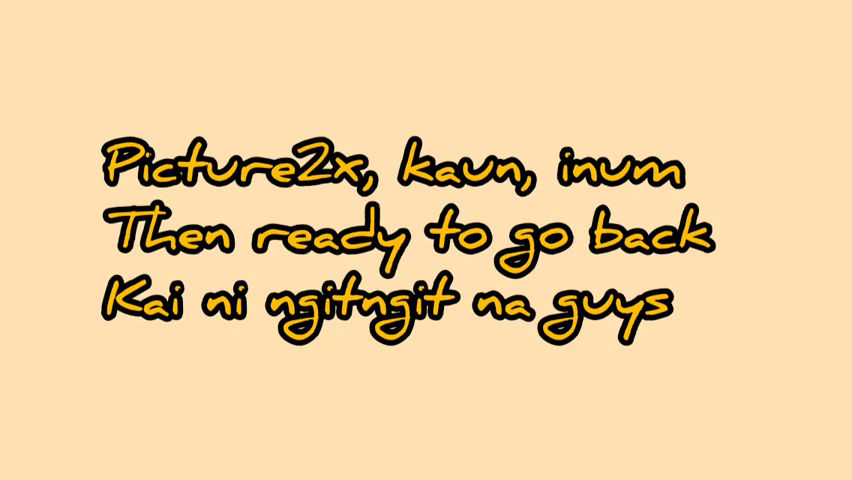 Picture2x, kaun, inum
Then ready to go back
Kai ni ngitngit na guys